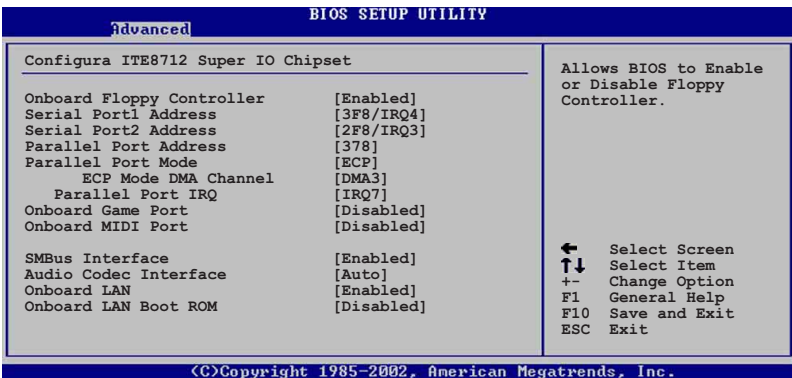 BIOS SETUP UTILITY
Advanced
Configura ITE8712 Super IO Chipset
Onboard Floppy Controller [Enabled]
Serial Port1 Address [3F8/IRQ4]
Serial Port2 Address [2F8/IRQ3]
Parallel Port Address [378]
Parallel Port Mode [ECP]
ECP Mode DMA Channel [DMA3]
Parallel Port IRQ [IRQ7]
Onboard Game Port [Disabled]
Onboard MIDI Port [Disabled]
SMBus Interface [Enabled]
Audio Codec Interface [Auto]
Onboard LAN [Enabled]
Onboard LAN Boot ROM [Disabled]
Allows BIOS to Enable
or Disable Floppy
Controller.
← Select Screen
↑↓ Select Item
+- Change Option
F1 General Help
F10 Save and Exit
ESC Exit
(C)Copyright 1985-2002, American Megatrends, Inc.